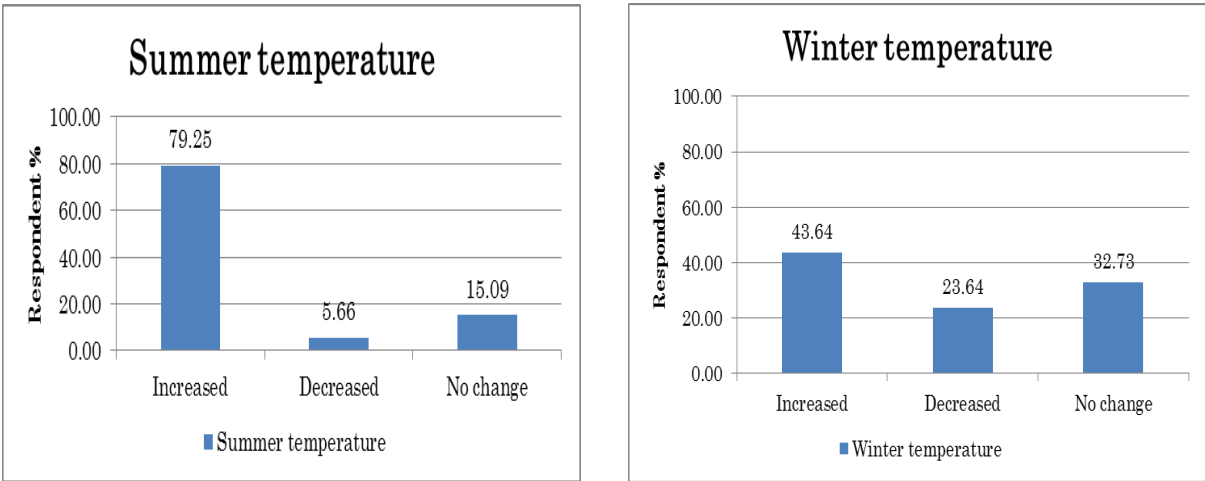 Summer temperature
Respondent %
100.00
80.00
60.00
40.00
20.00
0.00
79.25
5.66
15.09
Increased Decreased No change
Summer temperature
Winter temperature
Respondent %
100.00
80.00
60.00
40.00
20.00
0.00
43.64
23.64
32.73
Increased Decreased No change
Winter temperature